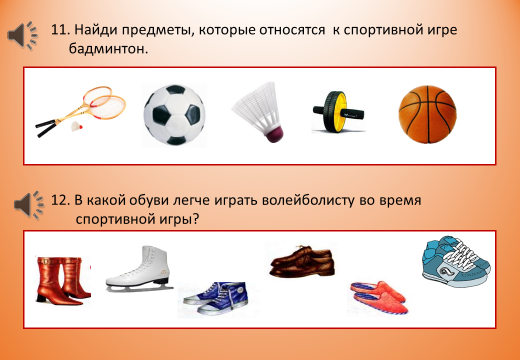 11. Найди предметы, которые относятся к спортивной игре
бадминтон.
12. В какой обуви легче играть волейболисту во время
спортивной игры?